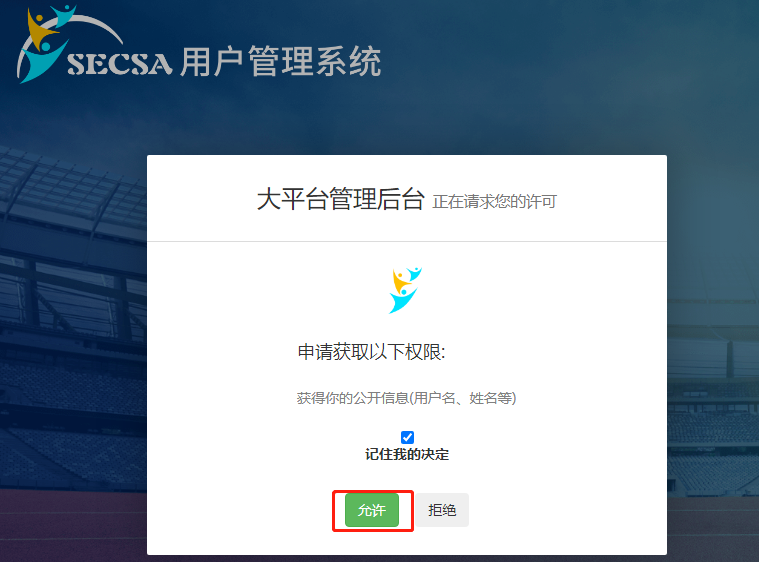 SECSA 用户管理系统
大平台管理后台 正在请求您的许可
申请获取以下权限:
获得你的公开信息(用户名、姓名等)
记住我的决定
允许 拒绝